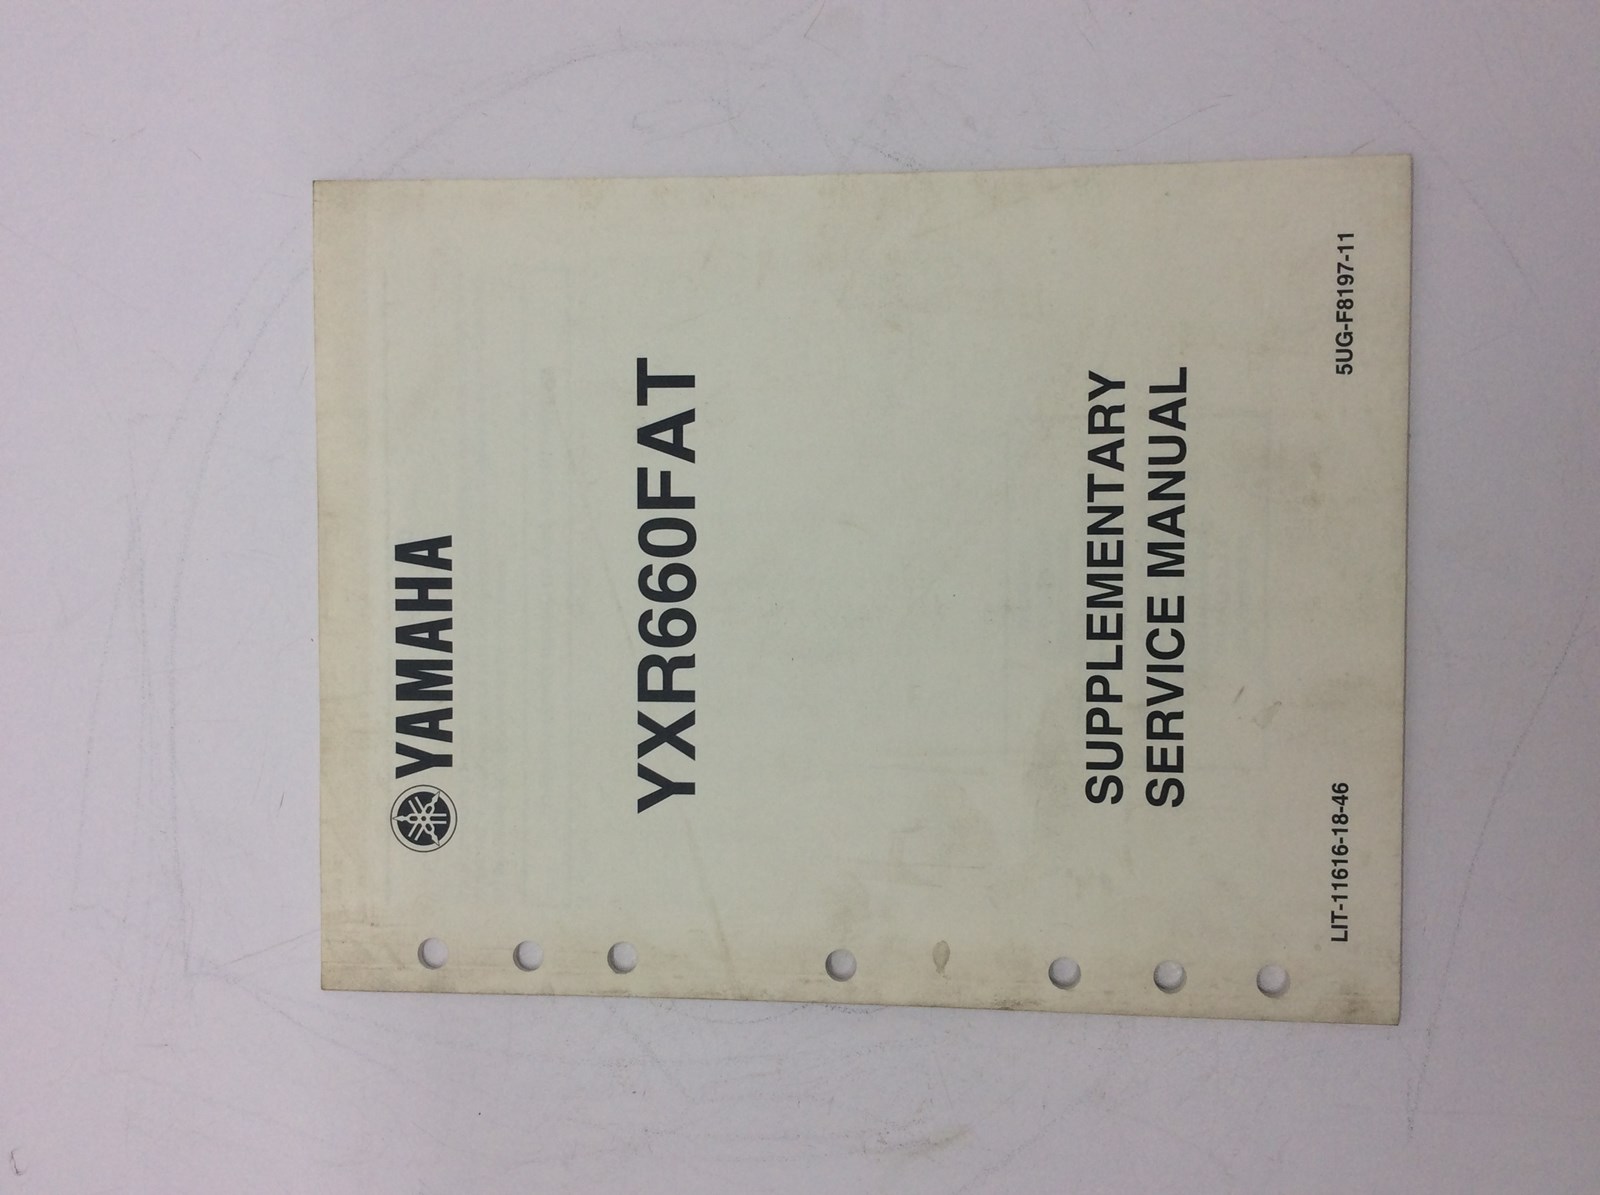 YAMAHA
YXR660FAT
SUPPLEMENTARY
SERVICE MANUAL
LIT-11616-18-46
5UG-F8197-11